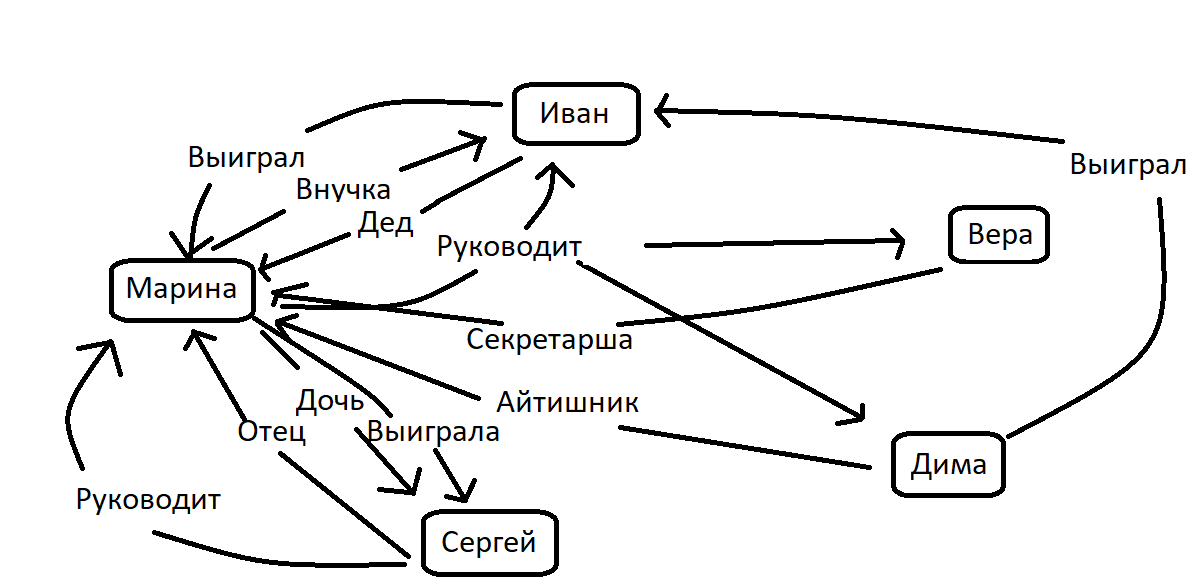 Иван
Выиграл
Выиграл
Внучка
Дед
Руководит
Вера
Марина
Секретарша
Дочь
Айтишник
Отец
Выиграла
Дима
Руководит
Сергей